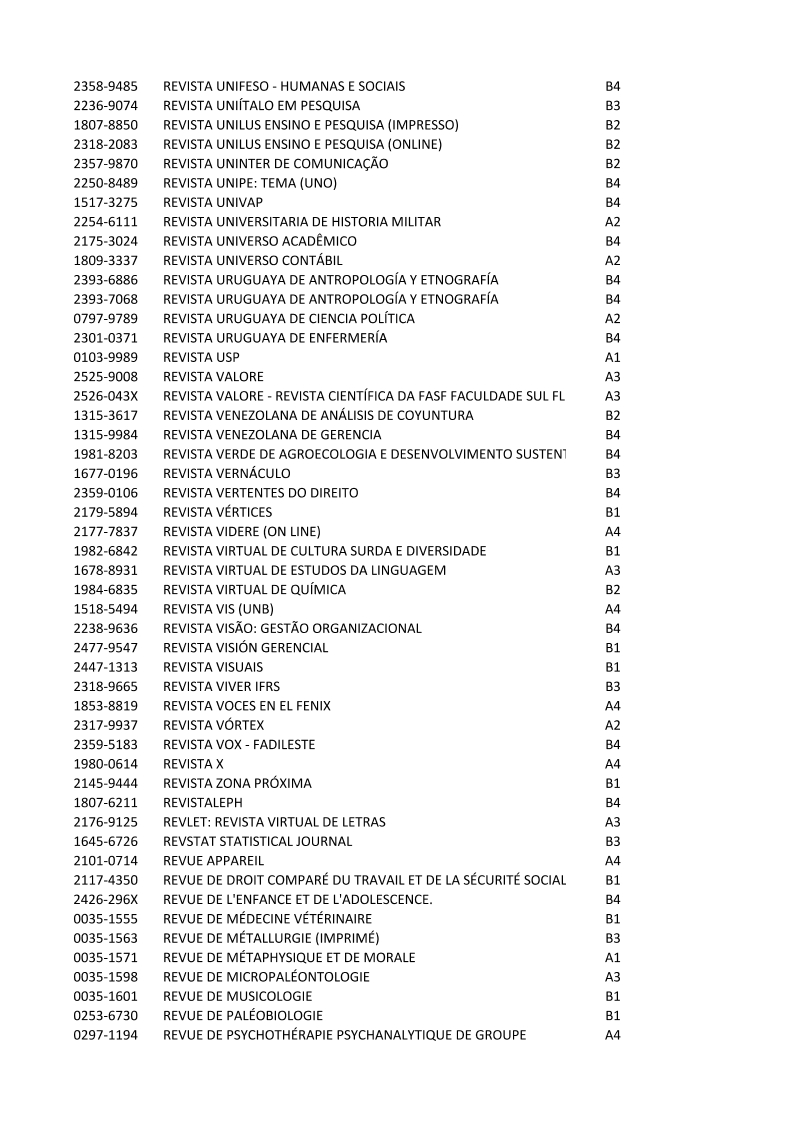 2358-9485 REVISTA UNIFESO - HUMANAS E SOCIAIS B4
2236-9074 REVISTA UNIÍTALO EM PESQUISA B3
1807-8850 REVISTA UNILUS ENSINO E PESQUISA (IMPRESSO) B2
2318-2083 REVISTA UNILUS ENSINO E PESQUISA (ONLINE) B2
2357-9870 REVISTA UNINTER DE COMUNICAÇÃO B2
2250-8489 REVISTA UNIPE: TEMA (UNO) B4
1517-3275 REVISTA UNIVAP B4
2254-6111 REVISTA UNIVERSITARIA DE HISTORIA MILITAR A2
2175-3024 REVISTA UNIVERSO ACADÊMICO B4
1809-3337 REVISTA UNIVERSO CONTÁBIL A2
2393-6886 REVISTA URUGUAYA DE ANTROPOLOGÍA Y ETNOGRAFÍA B4
2393-7068 REVISTA URUGUAYA DE ANTROPOLOGÍA Y ETNOGRAFÍA B4
0797-9789 REVISTA URUGUAYA DE CIENCIA POLÍTICA A2
2301-0371 REVISTA URUGUAYA DE ENFERMERÍA B4
0103-9989 REVISTA USP A1
2525-9008 REVISTA VALORE A3
2526-043X REVISTA VALORE - REVISTA CIENTÍFICA DA FASF FACULDADE SUL FL A3
1315-3617 REVISTA VENEZOLANA DE ANÁLISIS DE COYUNTURA B2
1315-9984 REVISTA VENEZOLANA DE GERENCIA B4
1981-8203 REVISTA VERDE DE AGROECOLOGIA E DESENVOLVIMENTO SUSTENT B4
1677-0196 REVISTA VERNÁCULO B3
2359-0106 REVISTA VERTENTES DO DIREITO B4
2179-5894 REVISTA VÉRTICES B1
2177-7837 REVISTA VIDERE (ON LINE) A4
1982-6842 REVISTA VIRTUAL DE CULTURA SURDA E DIVERSIDADE B1
1678-8931 REVISTA VIRTUAL DE ESTUDOS DA LINGUAGEM A3
1984-6835 REVISTA VIRTUAL DE QUÍMICA B2
1518-5494 REVISTA VIS (UNB) A4
2238-9636 REVISTA VISÃO: GESTÃO ORGANIZACIONAL B4
2477-9547 REVISTA VISIÓN GERENCIAL B1
2447-1313 REVISTA VISUAIS B1
2318-9665 REVISTA VIVER IFRS B3
1853-8819 REVISTA VOCES EN EL FENIX A4
2317-9937 REVISTA VÓRTEX A2
2359-5183 REVISTA VOX - FADILESTE B4
1980-0614 REVISTA X A4
2145-9444 REVISTA ZONA PRÓXIMA B1
1807-6211 REVISTALEPH B4
2176-9125 REVLET: REVISTA VIRTUAL DE LETRAS A3
1645-6726 REVSTAT STATISTICAL JOURNAL B3
2101-0714 REVUE APPAREIL A4
2117-4350 REVUE DE DROIT COMPARÉ DU TRAVAIL ET DE LA SÉCURITÉ SOCIAL B1
2426-296X REVUE DE L'ENFANCE ET DE L'ADOLESCENCE. B4
0035-1555 REVUE DE MÉDECINE VÉTÉRINAIRE B1
0035-1563 REVUE DE MÉTALLURGIE (IMPRIMÉ) B3
0035-1571 REVUE DE MÉTAPHYSIQUE ET DE MORALE A1
0035-1598 REVUE DE MICROPALÉONTOLOGIE A3
0035-1601 REVUE DE MUSICOLOGIE B1
0253-6730 REVUE DE PALÉOBIOLOGIE B1
0297-1194 REVUE DE PSYCHOTHÉRAPIE PSYCHANALYTIQUE DE GROUPE A4